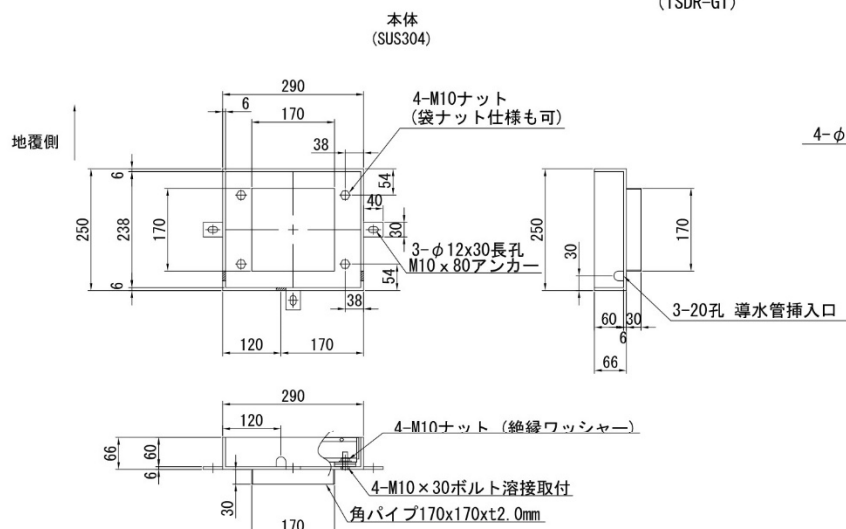 (TSDR-GT)
本体
(SUS304)
地覆側
290
6
170
38
4-M10ナット
(袋ナット仕様も可)
6
54
40
250
238
170
30
3-φ12x30長孔
M10x80アンカー
54
6
38
120
170
4-φ
250
170
30
3-20孔 導水管挿入口
60
30
6
66
290
120
4-M10ナット (絶縁ワッシャー)
66
60
6
30
4-M10×30ボルト溶接取付
角パイプ170x170xt2.0mm
170